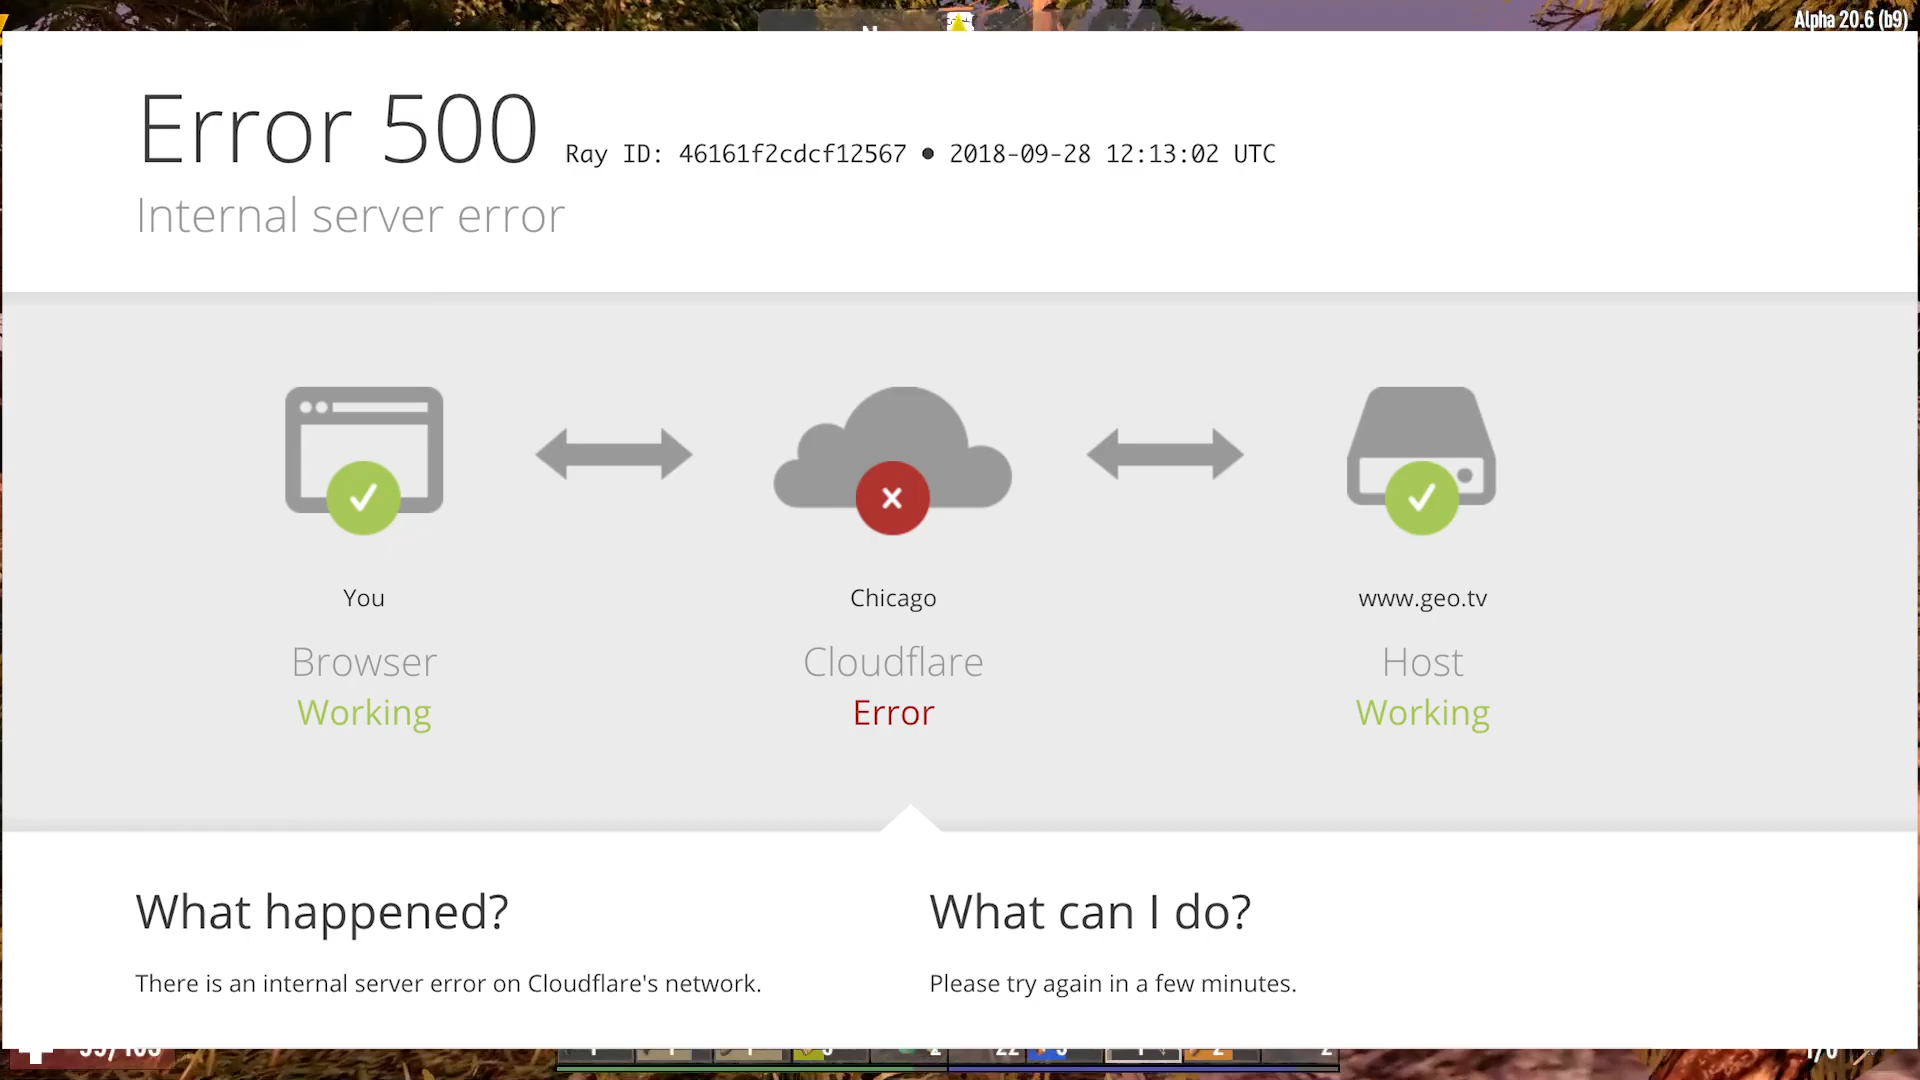 Alpha 20.6 (b9)
Error 500 Ray ID: 46161f2cdcf12567 • 2018-09-28 12:13:02 UTC
Internal server error
You
Chicago
www.geo.tv
Browser
Cloudflare
Host
Working
Error
Working
What happened?
What can I do?
There is an internal server error on Cloudflare's network.
Please try again in a few minutes.